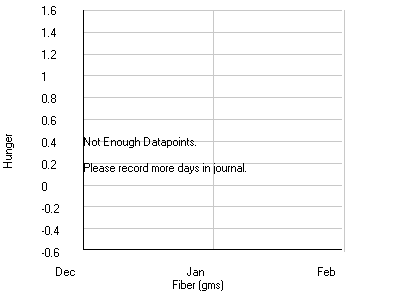 1.6
1.4
1.2
1
0.8
0.6
0.4
0.2
0
-0.2
-0.4
-0.6
Hunger
Not Enough Datapoints.
Please record more days in journal.
Dec Jan Feb
Fiber (gms)